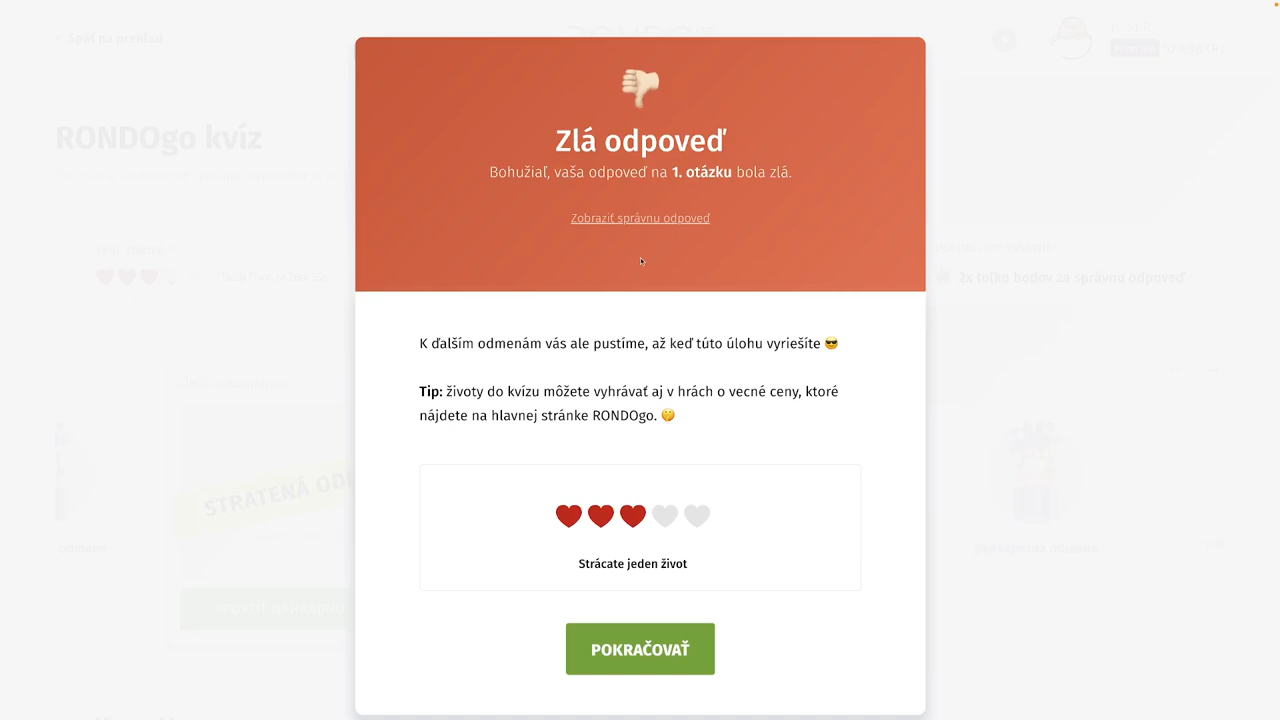 Späť na prehľad
RONDOgo kvíz
Zlá odpoveď
Bohužiaľ, vaša odpoveď na 1. otázku bola zlá.
Zobraziť správnu odpoveď
2x toľko bodov za správnu odpoveď
K ďalším odmenám vás ale pustíme, až keď túto úlohu vyriešite
Tip: životy do kvízu môžete vyhrávať aj v hrách o vecné ceny, ktoré
nájdete na hlavnej stránke RONDOgo.
STRATENÁ
Strácate jeden život
POKRAČOVAŤ